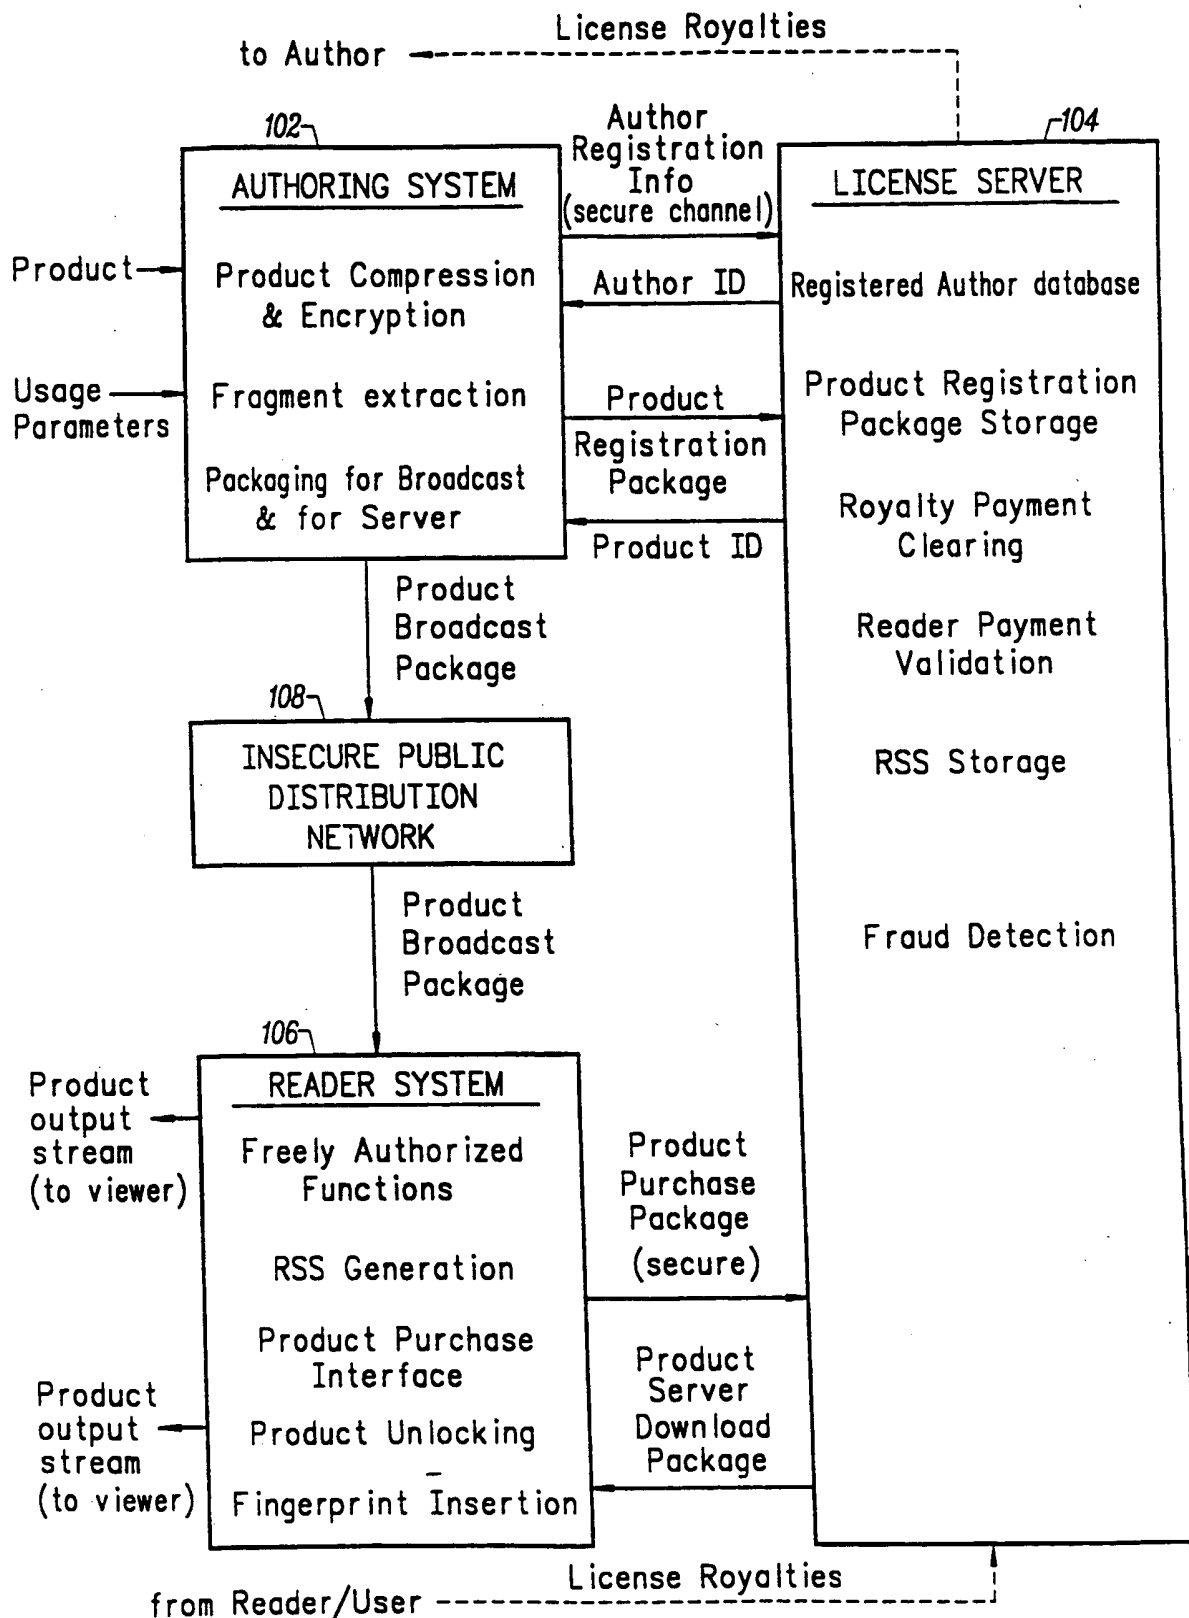 License Royalties
to Author
102
Author
Registration
Info
(secure channel)
104
AUTHORING SYSTEM
LICENSE SERVER
Product
Product Compression
& Encryption
Author ID
Registered Author database
Usage
Parameters
Fragment extraction
Product
Registration
Package
Product Registration
Package Storage
Packaging for Broadcast
& for Server
Product ID
Royalty Payment
Clearing
Product
Broadcast
Package
Reader Payment
Validation
108
INSECURE PUBLIC
DISTRIBUTION
NETWORK
RSS Storage
Product
Broadcast
Package
Fraud Detection
106
READER SYSTEM
Product
output
stream
(to viewer)
Freely Authorized
Functions
Product
Purchase
Package
(secure)
RSS Generation
Product Purchase
Interface
Product
Server
Download
Package
Product
output
stream
(to viewer)
Product Unlocking
Fingerprint Insertion
License Royalties
from Reader/User